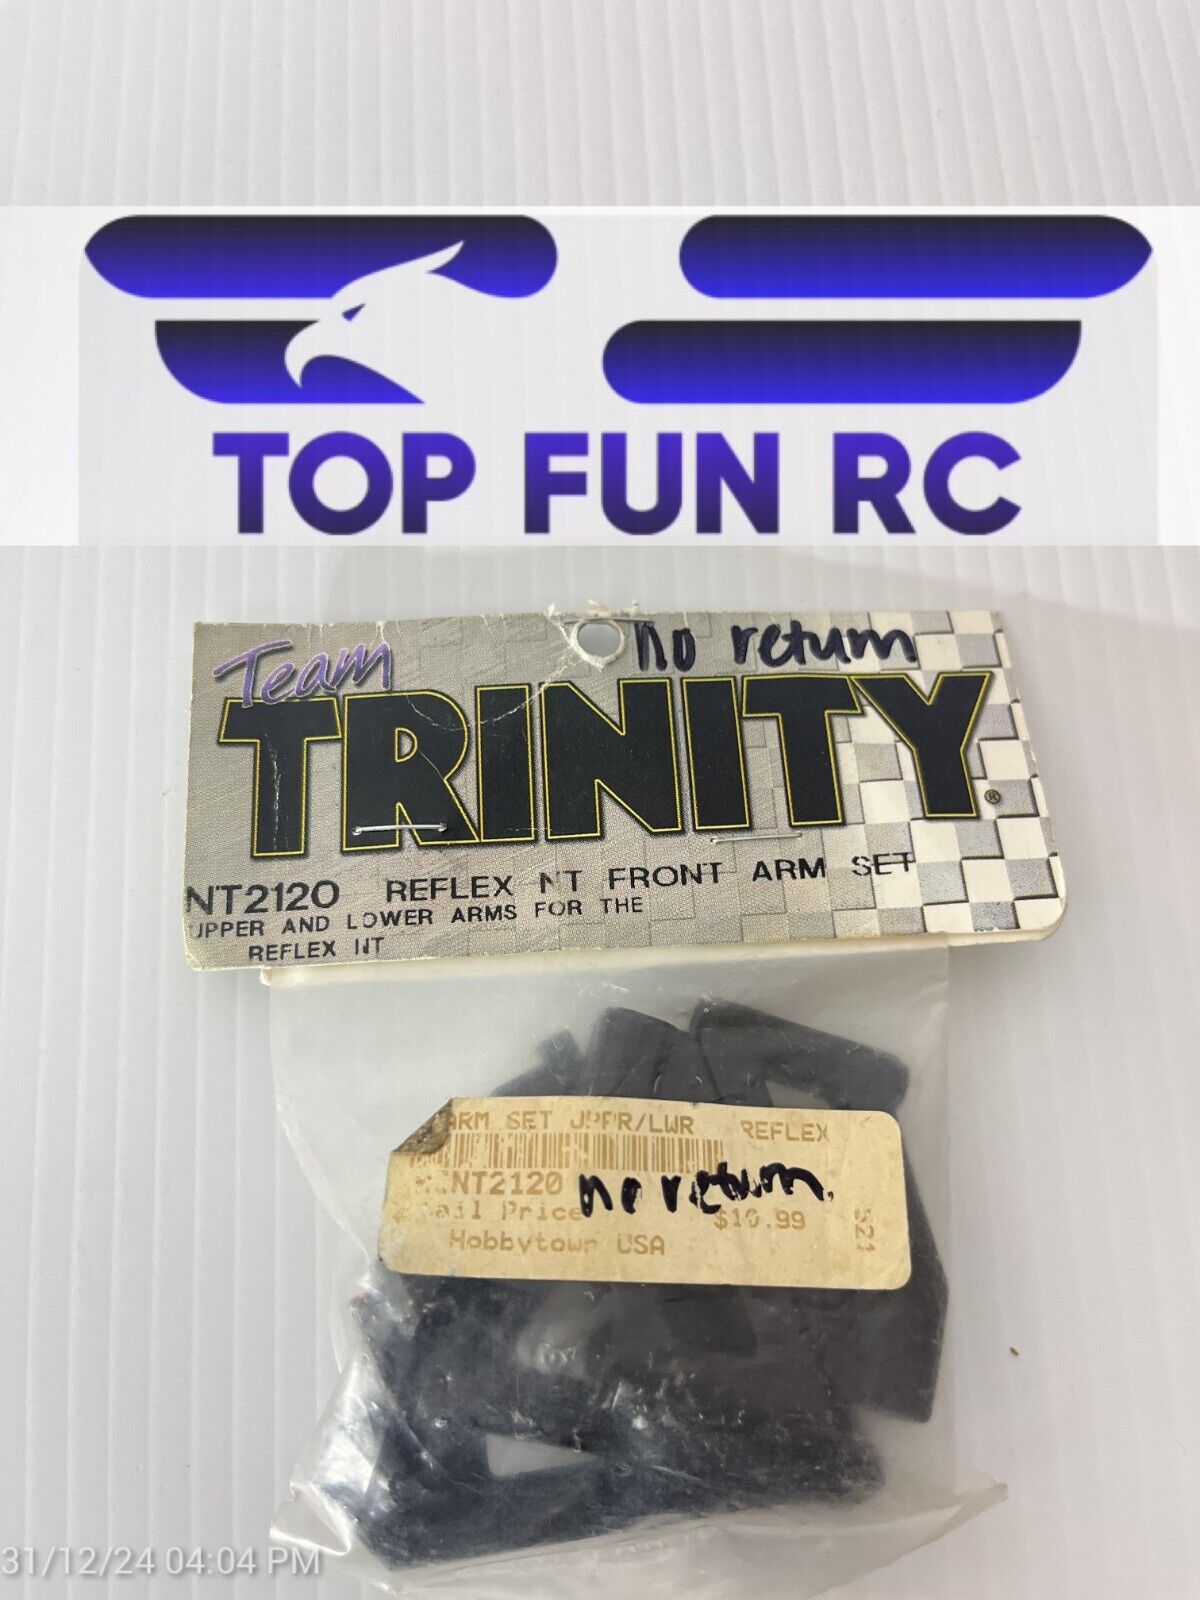 TOP FUN RC
no return
Team
TRINITY®
NT2120 REFLEX NT FRONT ARM SET
UPPER AND LOWER ARMS FOR THE
REFLEX NT
ARM SET UPPR/LWR REFLEX
NT2120 no return.
Price $10.99
Hobbytown USA
521
31/12/24 04:04 PM